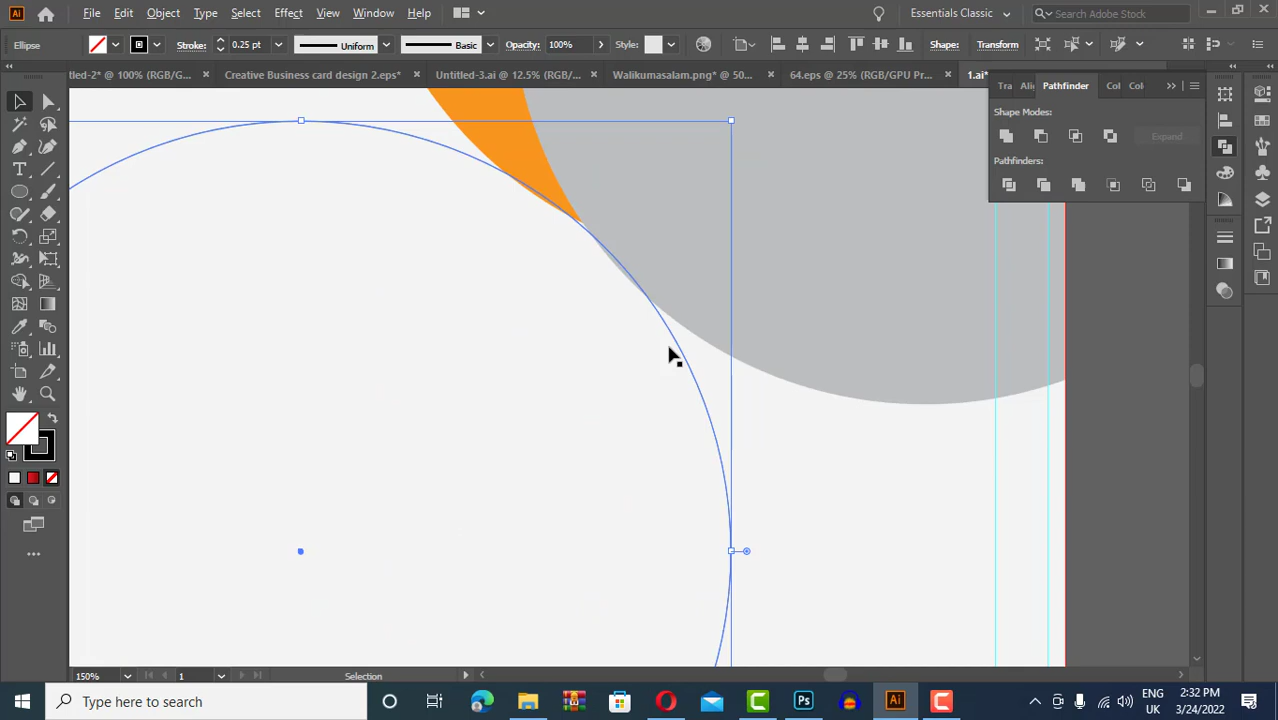 Ai File Edit Object Type Select Effect View Window Help Essentials Classic Search Adobe Stock
Ellipse Stroke: 0.25 pt Uniform Basic Opacity: 100% Style: Shape: Transform
tled-2* @ 100% (RGB/G... × Creative Business card design 2.eps* × Untitled-3.ai @ 12.5% (RGB/... × Walikumasalam.png* @ 50... × 64.eps @ 25% (RGB/GPU Pr... × 1.ai*
Tra Alig Pathfinder Col Col
Shape Modes:
Expand
Pathfinders:
150% 1 Selection
Type here to search Ps Ai ENG 2:32 PM
UK 3/24/2022